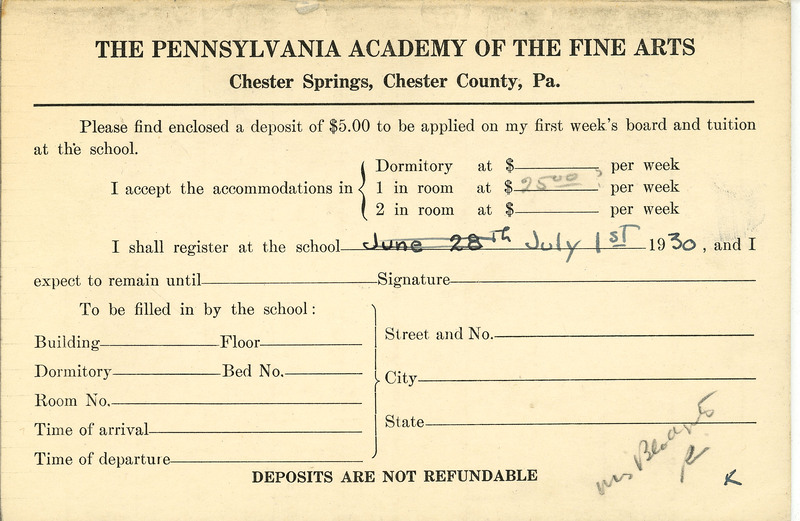 THE PENNSYLVANIA ACADEMY OF THE FINE ARTS
Chester Springs, Chester County, Pa.
Please find enclosed a deposit of $5.00 to be applied on my first week's board and tuition
at the school.
I accept the accommodations in
Dormitory at $ per week
1 in room at $ 25 00 ? per week
2 in room at $ per week
I shall register at the school June 28th July 1st 1930, and I
expect to remain until Signature
To be filled in by the school:
Building Floor
Dormitory Bed No.
Room No.
Time of arrival
Time of departure
Street and No.
City
State
DEPOSITS ARE NOT REFUNDABLE
K